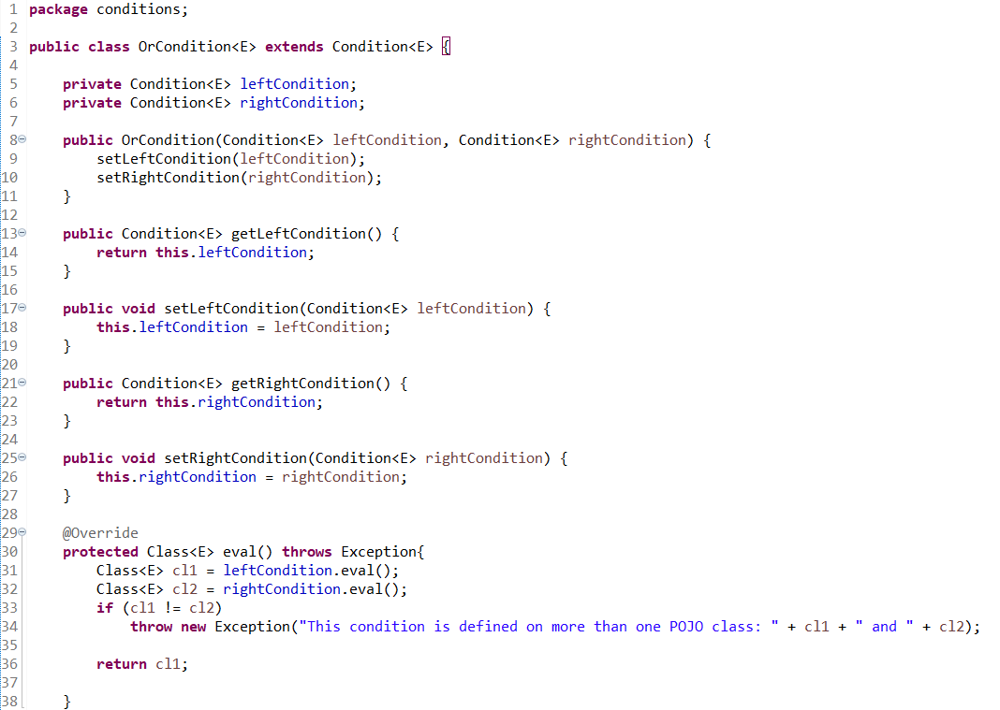 1 package conditions;
2
3 public class OrCondition<E> extends Condition<E> {
4
5     private Condition<E> leftCondition;
6     private Condition<E> rightCondition;
7
8     public OrCondition(Condition<E> leftCondition, Condition<E> rightCondition) {
9         setLeftCondition(leftCondition);
10         setRightCondition(rightCondition);
11     }
12
13     public Condition<E> getLeftCondition() {
14         return this.leftCondition;
15     }
16
17     public void setLeftCondition(Condition<E> leftCondition) {
18         this.leftCondition = leftCondition;
19     }
20
21     public Condition<E> getRightCondition() {
22         return this.rightCondition;
23     }
24
25     public void setRightCondition(Condition<E> rightCondition) {
26         this.rightCondition = rightCondition;
27     }
28
29     @Override
30     protected Class<E> eval() throws Exception{
31         Class<E> cl1 = leftCondition.eval();
32         Class<E> cl2 = rightCondition.eval();
33         if (cl1 != cl2)
34             throw new Exception("This condition is defined on more than one POJO class: " + cl1 + " and " + cl2);
35
36         return cl1;
37
38     }